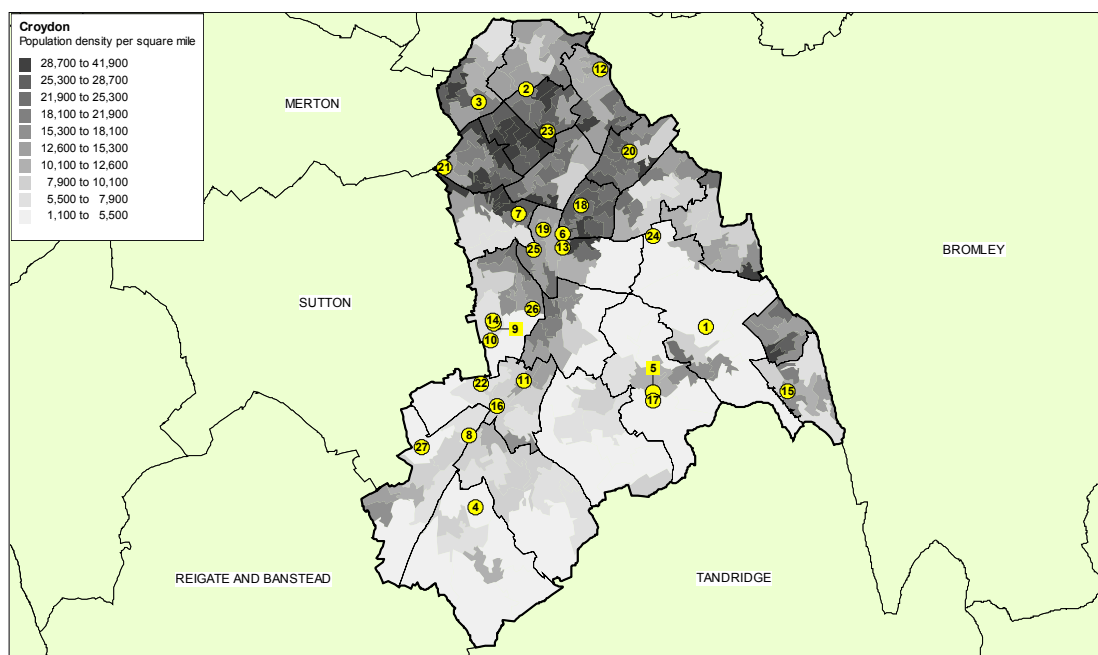 Croydon
Population density per square mile
28,700 to 41,900
25,300 to 28,700
21,900 to 25,300
18,100 to 21,900
15,300 to 18,100
12,600 to 15,300
10,100 to 12,600
7,900 to 10,100
5,500 to 7,900
1,100 to 5,500
MERTON
SUTTON
BROMLEY
REIGATE AND BANSTEAD
TANDRIDGE
12
2
3
23
20
21
18
7
19
6
24
13
25
26
14
9
1
10
5
11
22
15
17
16
8
27
4